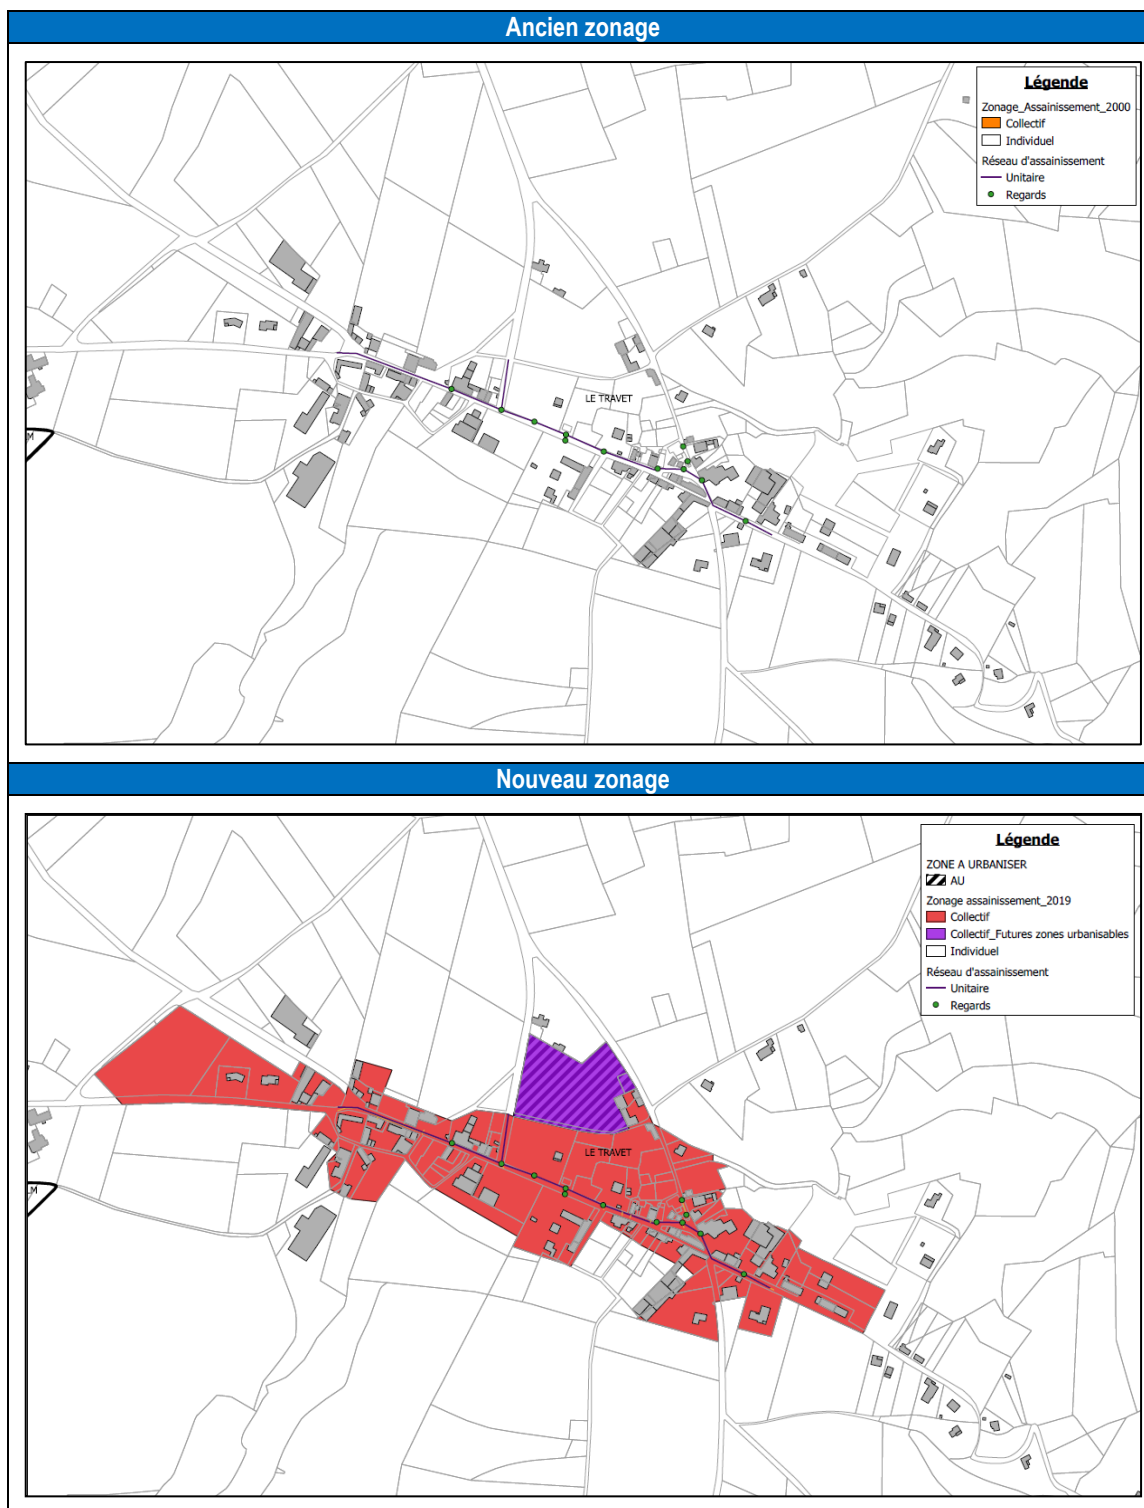 Ancien zonage
Légende
Zonage_Assainissement_2000
Collectif
Individuel
Réseau d'assainissement
Unitaire
Regards
LE TRAVET
M
Nouveau zonage
Légende
ZONE A URBANISER
AU
Zonage assainissement_2019
Collectif
Collectif_Futures zones urbanisables
Individuel
Réseau d'assainissement
Unitaire
Regards
LE TRAVET
LM